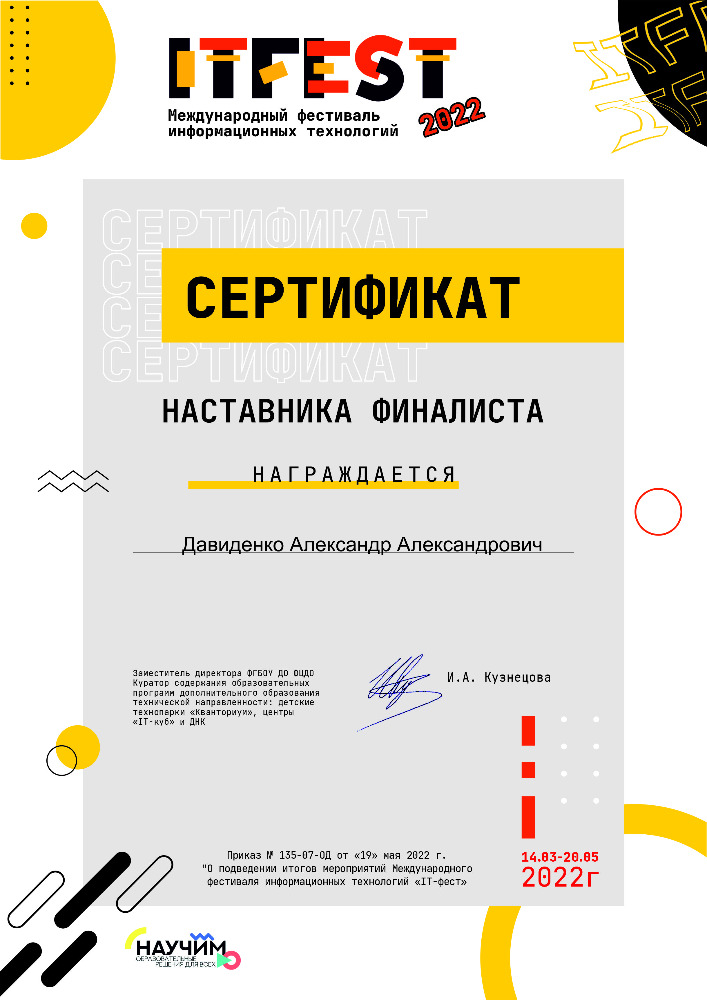 ITFEST
Международный фестиваль
информационных технологий
2022
ITFE
ITFE
СЕРТИФИКАТ
СЕРТИФИКАТ
НАСТАВНИКА ФИНАЛИСТА
НАГРАЖДАЕТСЯ
Давиденко Александр Александрович
Заместитель директора ФГБОУ ДО ФЦДО
Куратор содержания образовательных
программ дополнительного образования
технической направленности: детские
технопарки «Кванториум», центры
«IT-куб» и ДНК
И.А. Кузнецова
Приказ № 135-07-ОД от «19» мая 2022 г.
"О подведении итогов мероприятий Международного
фестиваля информационных технологий «IT-фест»
14.03-20.05
2022г
НАУЧИМ
ОБРАЗОВАТЕЛЬНЫЕ
РЕШЕНИЯ ДЛЯ ВСЕХ